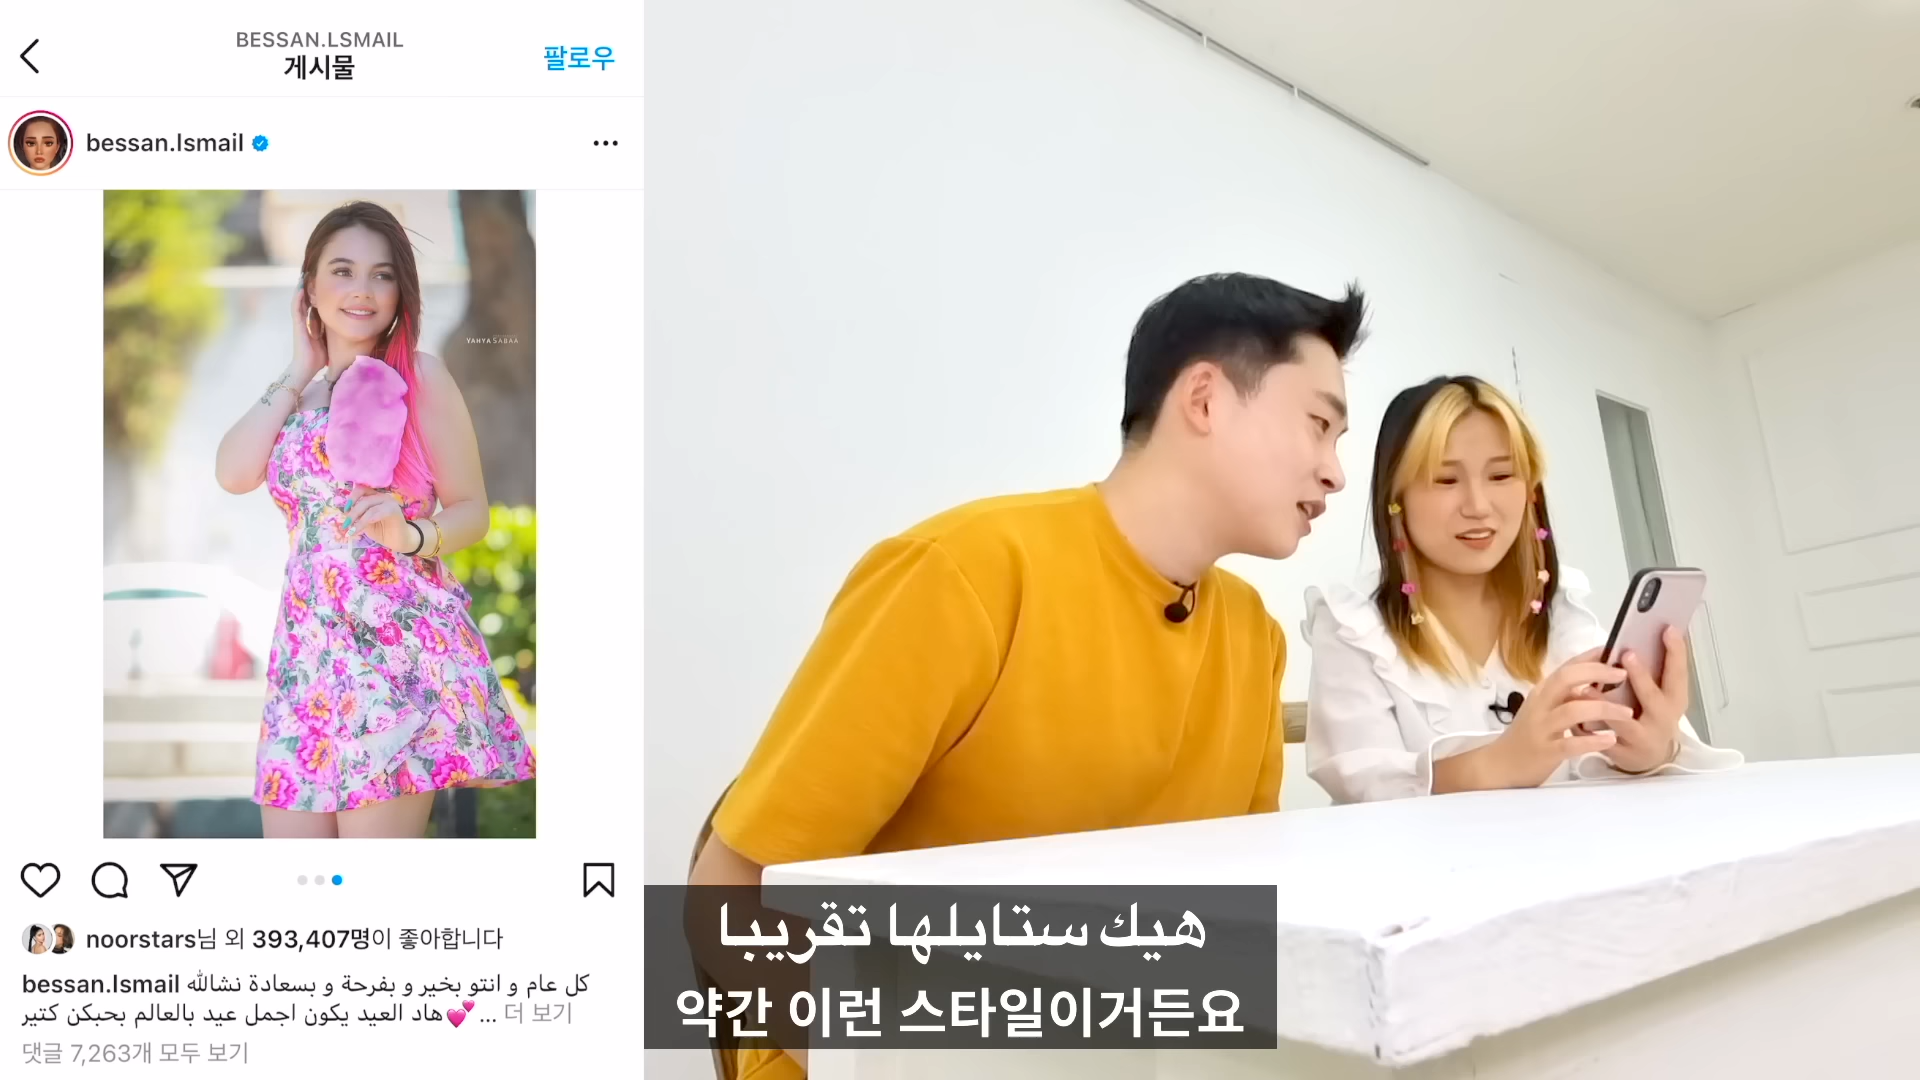 BESSAN.LSMAIL
게시물
팔로우
bessan.lsmail
YAHYA SABAA
noorstars님 외 393,407명이 좋아합니다
bessan.lsmail كل عام و انتو بخير و بفرحة و بسعادة نشالله
هاد العيد يكون اجمل عيد بالعالم بحبكن كتير💕... 더 보기
댓글 7,263개 모두 보기
هيك ستايلها تقريبا
약간 이런 스타일이거든요